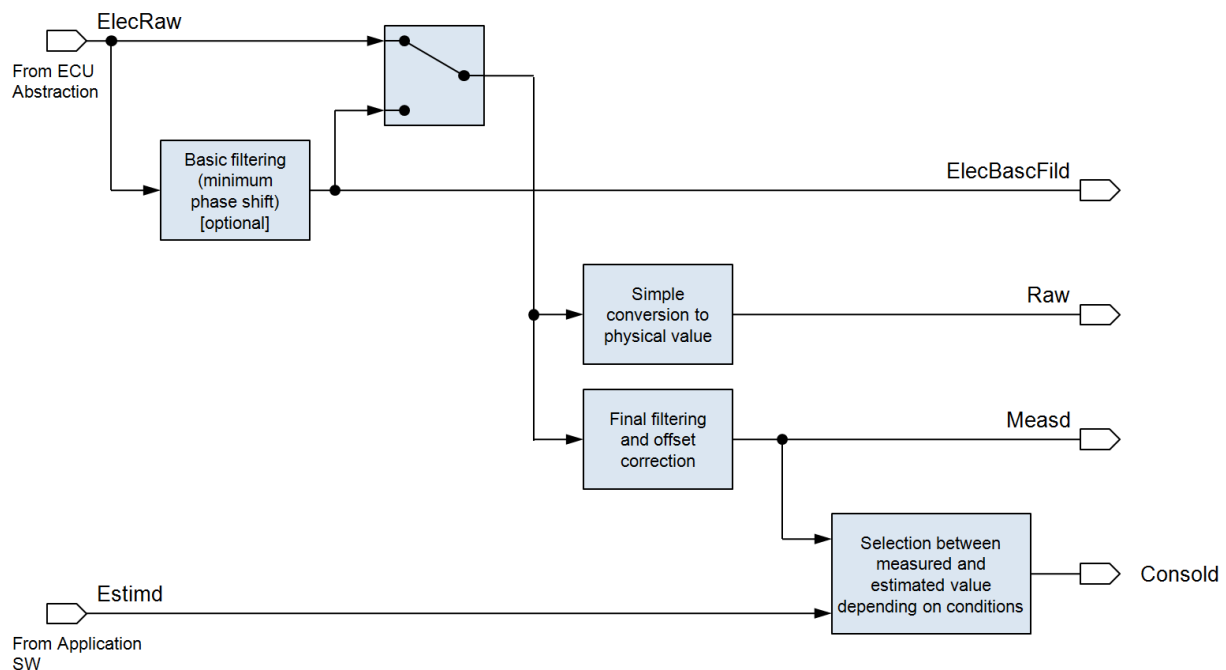 ElecRaw
From ECU
Abstraction
Basic filtering
(minimum
phase shift)
[optional]
ElecBascFild
Simple
conversion to
physical value
Raw
Final filtering
and offset
correction
Measd
Selection between
measured and
estimated value
depending on conditions
Consold
Estimd
From Application
SW